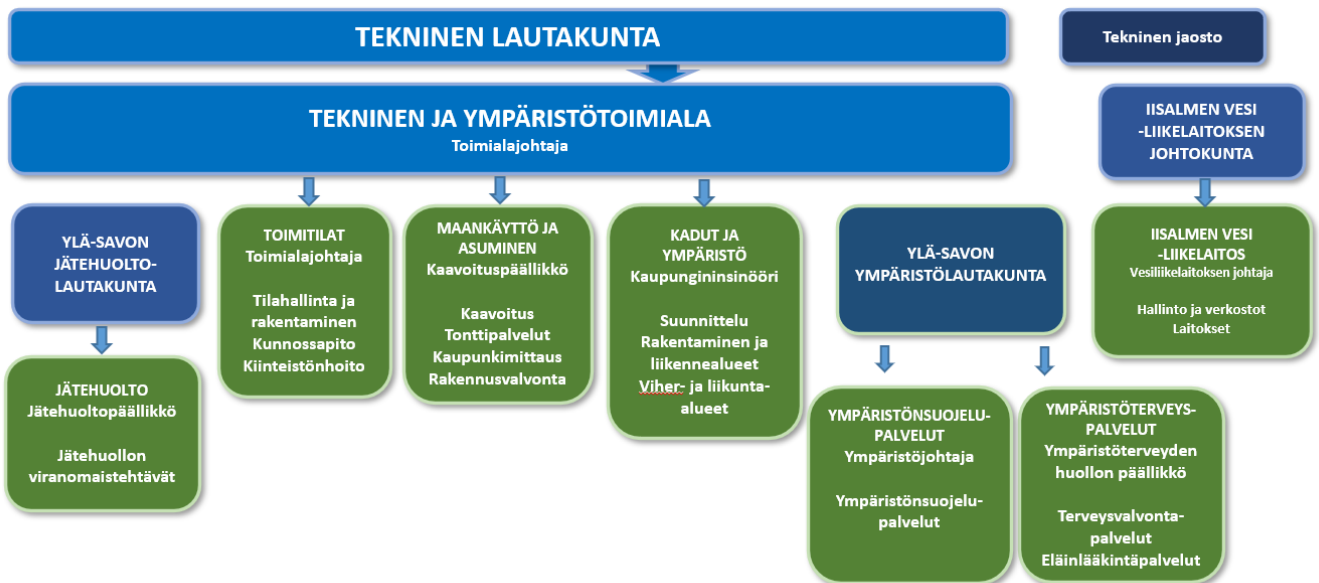 TEKNINEN LAUTAKUNTA
Tekninen jaosto
TEKNINEN JA YMPÄRISTÖTOIMIALA
Toimialajohtaja
IISALMEN VESI
-LIIKELAITOKSEN
JOHTOKUNTA
YLÄ-SAVON
JÄTEHUOLTO-
LAUTAKUNTA
TOIMITILAT
Toimialajohtaja
Tilahallinta ja
rakentaminen
Kunnossapito
Kiinteistönhoito
MAANKÄYTTÖ JA
ASUMINEN
Kaavoituspäällikkö
Kaavoitus
Tonttipalvelut
Kaupunkimittaus
Rakennusvalvonta
KADUT JA
YMPÄRISTÖ
Kaupungininsinööri
Suunnittelu
Rakentaminen ja
liikennealueet
Viher- ja liikunta-
alueet
YLÄ-SAVON
YMPÄRISTÖLAUTAKUNTA
IISALMEN VESI
-LIIKELAITOS
Vesiliikelaitoksen johtaja
Hallinto ja verkostot
Laitokset
JÄTEHUOLTO
Jätehuoltopäällikkö
Jätehuollon
viranomaistehtävät
YMPÄRISTÖNSUOJELU-
PALVELUT
Ympäristöjohtaja
Ympäristönsuojelu-
palvelut
YMPÄRISTÖTERVEYS-
PALVELUT
Ympäristöterveyden
huollon päällikkö
Terveysvalvonta-
palvelut
Eläinlääkintäpalvelut